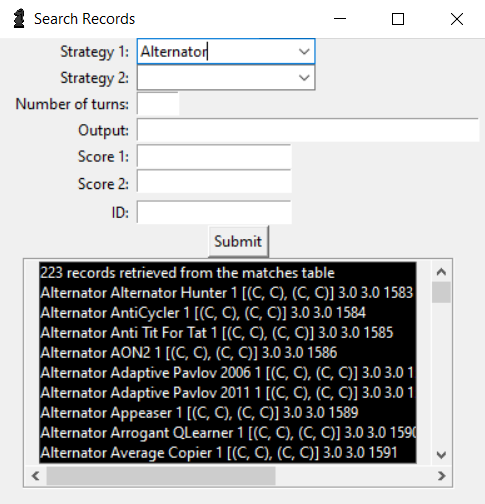 Search Records
Strategy 1: Alternator
Strategy 2:
Number of turns:
Output:
Score 1:
Score 2:
ID:
Submit
223 records retrieved from the matches table
Alternator Alternator Hunter 1 [(C, C), (C, C)] 3.0 3.0 1583
Alternator AntiCycler 1 [(C, C), (C, C)] 3.0 3.0 1584
Alternator Anti Tit For Tat 1 [(C, C), (C, C)] 3.0 3.0 1585
Alternator AON2 1 [(C, C), (C, C)] 3.0 3.0 1586
Alternator Adaptive Pavlov 2006 1 [(C, C), (C, C)] 3.0 3.0 1
Alternator Adaptive Pavlov 2011 1 [(C, C), (C, C)] 3.0 3.0 1
Alternator Appeaser 1 [(C, C), (C, C)] 3.0 3.0 1589
Alternator Arrogant QLearner 1 [(C, C), (C, C)] 3.0 3.0 1590
Alternator Average Copier 1 [(C, C), (C, C)] 3.0 3.0 1591